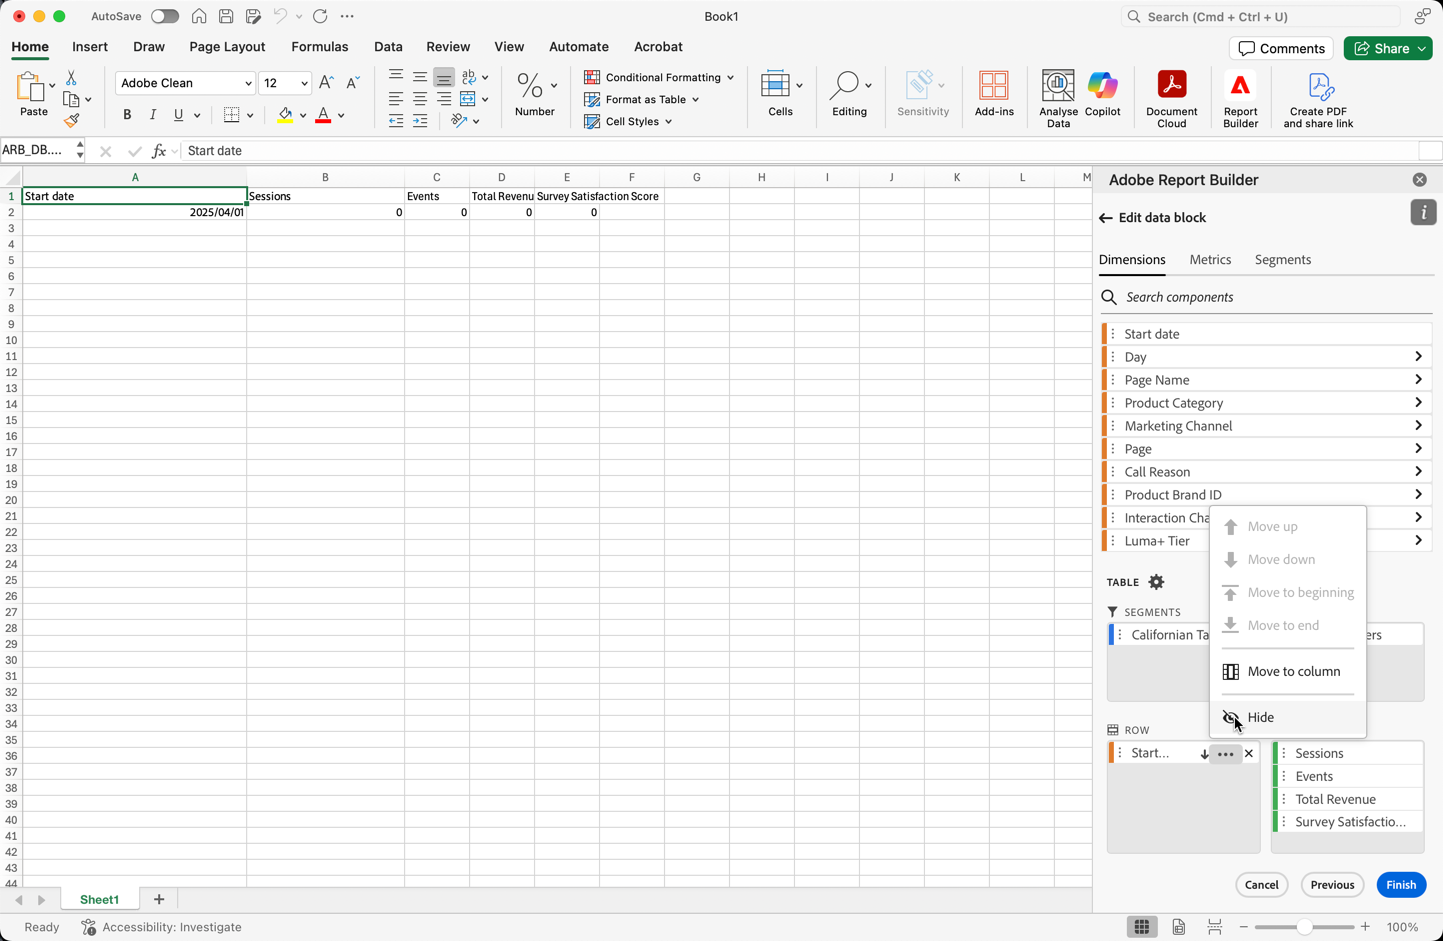 AutoSave
Book1
Search (Cmd + Ctrl + U)
Home Insert Draw Page Layout Formulas Data Review View Automate Acrobat
Comments
Share
Paste
Adobe Clean
12
A A
B I U A
ab
Number
%
Conditional Formatting
Format as Table
Cell Styles
Cells
Editing
Sensitivity
Add-ins
Analyse Data
Copilot
Document Cloud
Report Builder
Create PDF and share link
ARB_DB....
fx
Start date
A B C D E F G H I J K L M
1 Start date Sessions Events Total Revenu Survey Satisfaction Score
2 2025/04/01 0 0 0 0
3
4
5
6
7
8
9
10
11
12
13
14
15
16
17
18
19
20
21
22
23
24
25
26
27
28
29
30
31
32
33
34
35
36
37
38
39
40
41
42
43
44
Adobe Report Builder
Edit data block
i
Dimensions Metrics Segments
Search components
Start date
Day
Page Name
Product Category
Marketing Channel
Page
Call Reason
Product Brand ID
Interaction Cha
Luma+ Tier
Move up
Move down
Move to beginning
Move to end
Move to column
Hide
TABLE
SEGMENTS
Californian Ta
ers
ROW
Start...
Sessions
Events
Total Revenue
Survey Satisfactio...
Cancel Previous Finish
Sheet1
Ready
Accessibility: Investigate
100%